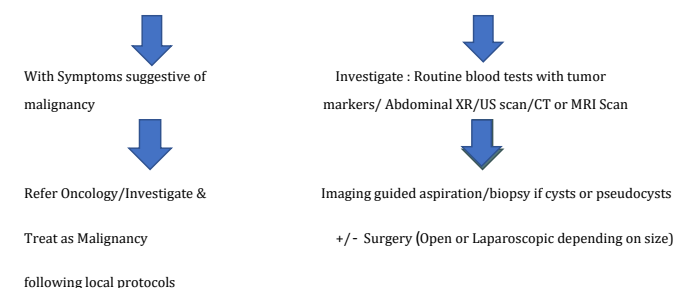 With Symptoms suggestive of
malignancy
Refer Oncology/Investigate &
Treat as Malignancy
following local protocols
Investigate : Routine blood tests with tumor
markers/ Abdominal XR/US scan/CT or MRI Scan
Imaging guided aspiration/biopsy if cysts or pseudocysts
+/- Surgery (Open or Laparoscopic depending on size)